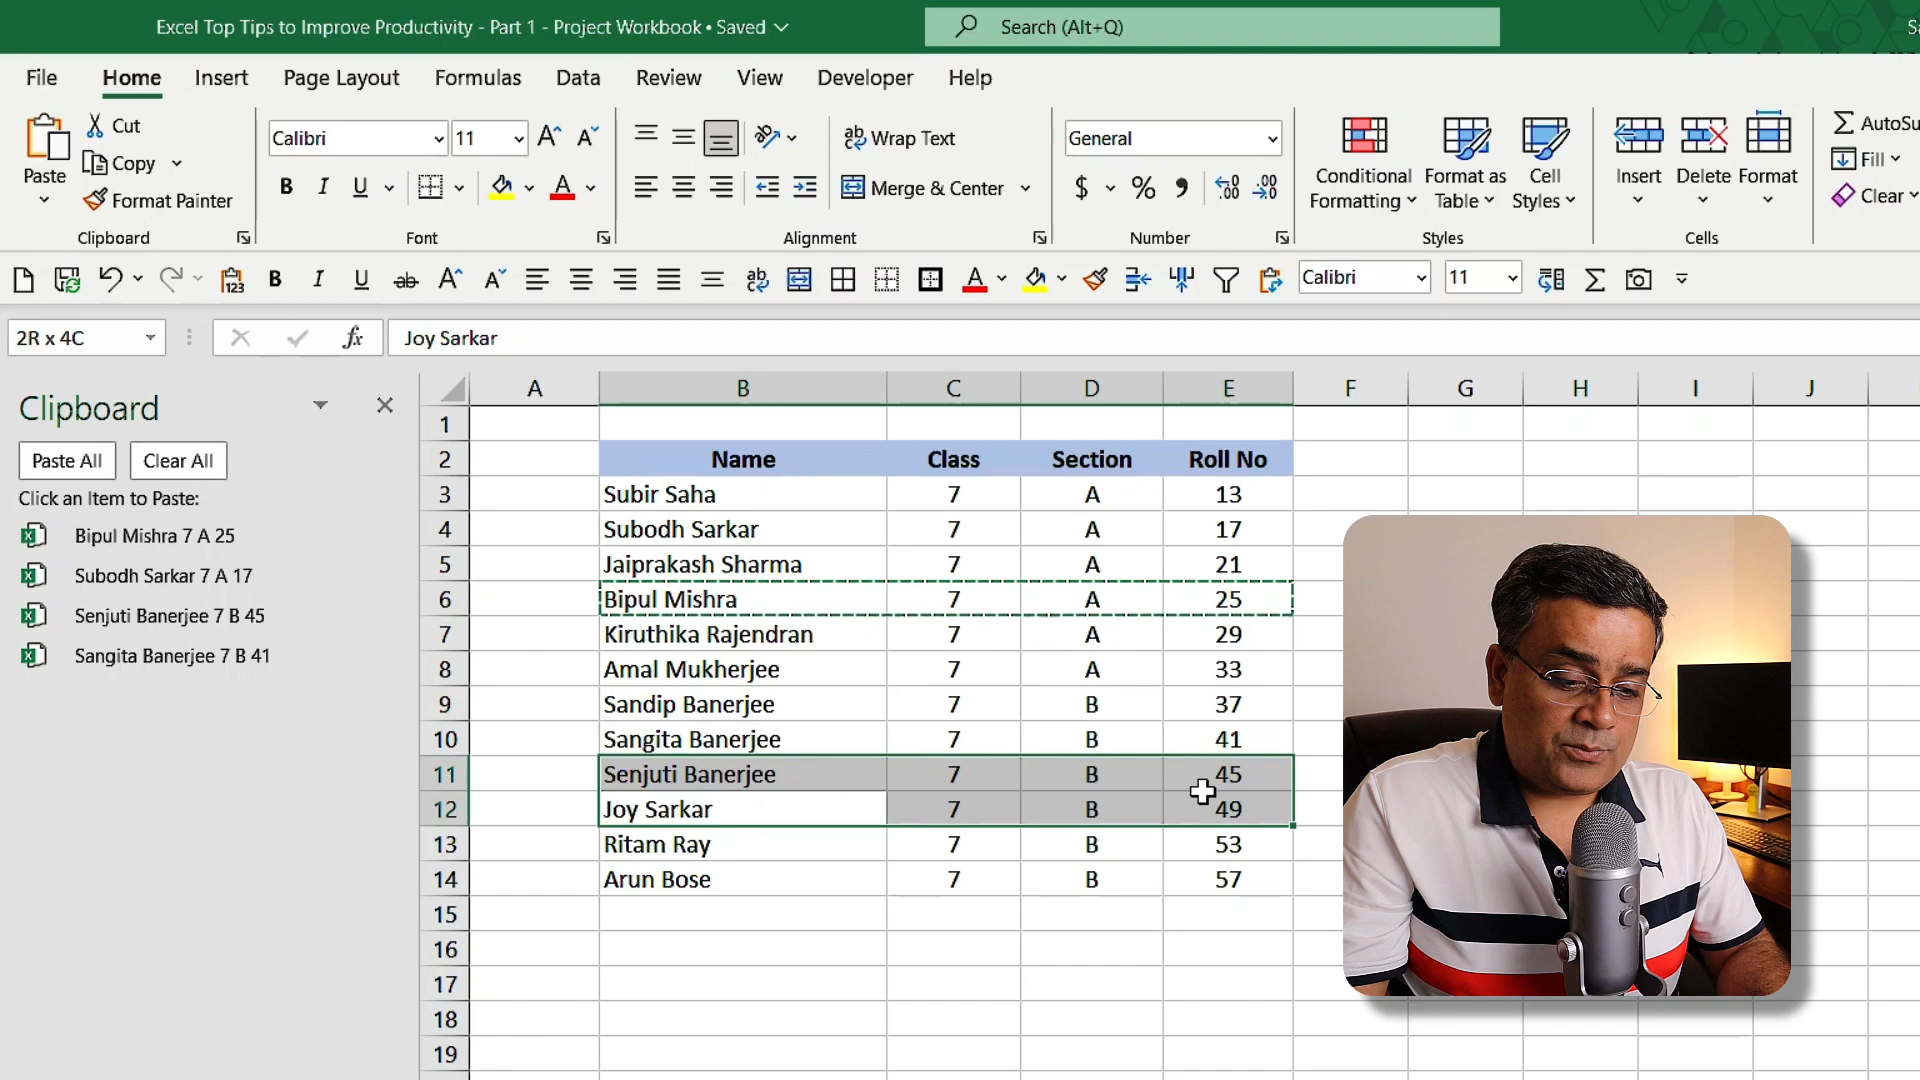 Excel Top Tips to Improve Productivity - Part 1 - Project Workbook • Saved
Search (Alt+Q)
File Home Insert Page Layout Formulas Data Review View Developer Help
Paste
Cut
Copy
Format Painter
Clipboard
Calibri 11
B I U
Font
Wrap Text
Merge & Center
Alignment
General
$ % 9
Number
Conditional Formatting
Format as Table
Cell Styles
Styles
Insert Delete Format
Cells
AutoSu
Fill
Clear
B I U ab Calibri 11
2R x 4C fx Joy Sarkar
Clipboard
Paste All Clear All
Click an Item to Paste:
Bipul Mishra 7 A 25
Subodh Sarkar 7 A 17
Senjuti Banerjee 7 B 45
Sangita Banerjee 7 B 41
A B C D E F G H I J
1
2 Name Class Section Roll No
3 Subir Saha 7 A 13
4 Subodh Sarkar 7 A 17
5 Jaiprakash Sharma 7 A 21
6 Bipul Mishra 7 A 25
7 Kiruthika Rajendran 7 A 29
8 Amal Mukherjee 7 A 33
9 Sandip Banerjee 7 B 37
10 Sangita Banerjee 7 B 41
11 Senjuti Banerjee 7 B 45
12 Joy Sarkar 7 B 49
13 Ritam Ray 7 B 53
14 Arun Bose 7 B 57
15
16
17
18
19